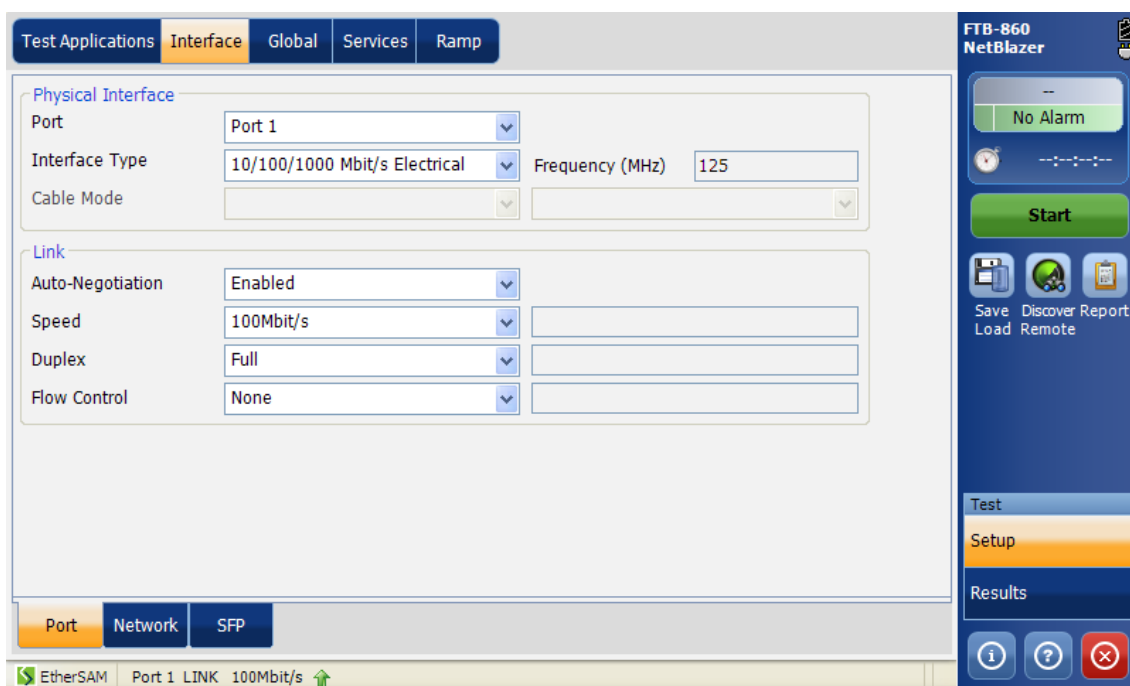 Test Applications Interface Global Services Ramp
Physical Interface
Port Port 1
Interface Type 10/100/1000 Mbit/s Electrical Frequency (MHz) 125
Cable Mode
Link
Auto-Negotiation Enabled
Speed 100Mbit/s
Duplex Full
Flow Control None
Port Network SFP
EtherSAM Port 1 LINK 100Mbit/s
FTB-860
NetBlazer
--
No Alarm
--:--:--:--
Start
Save Discover Report
Load Remote
Test
Setup
Results